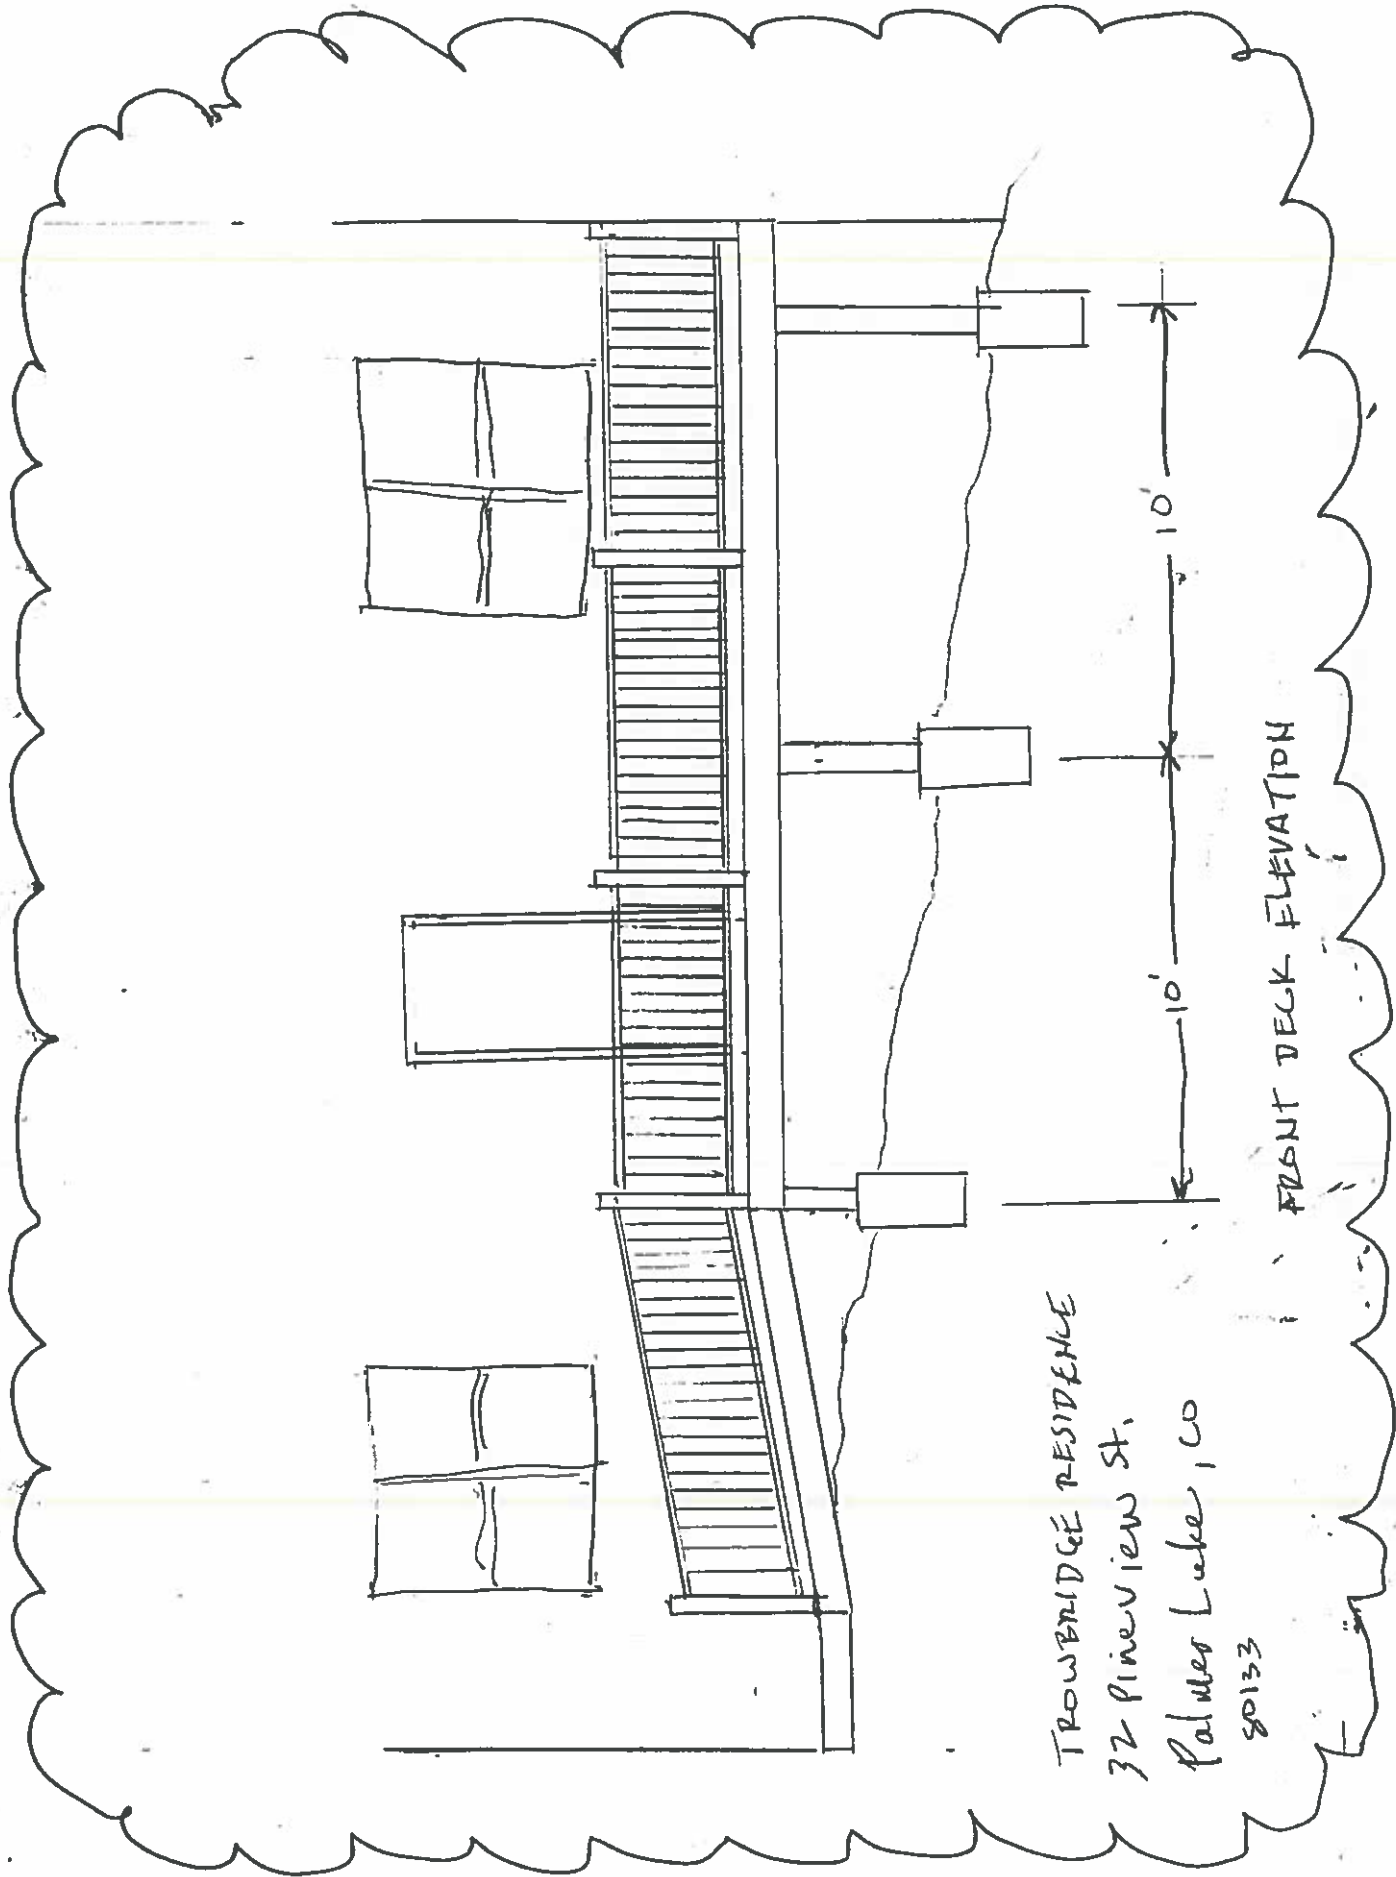 10'
10'
FRONT DECK ELEVATION
TROWBRIDGE RESIDENCE
32 Pineview St.
Palmer Lake, CO
80133